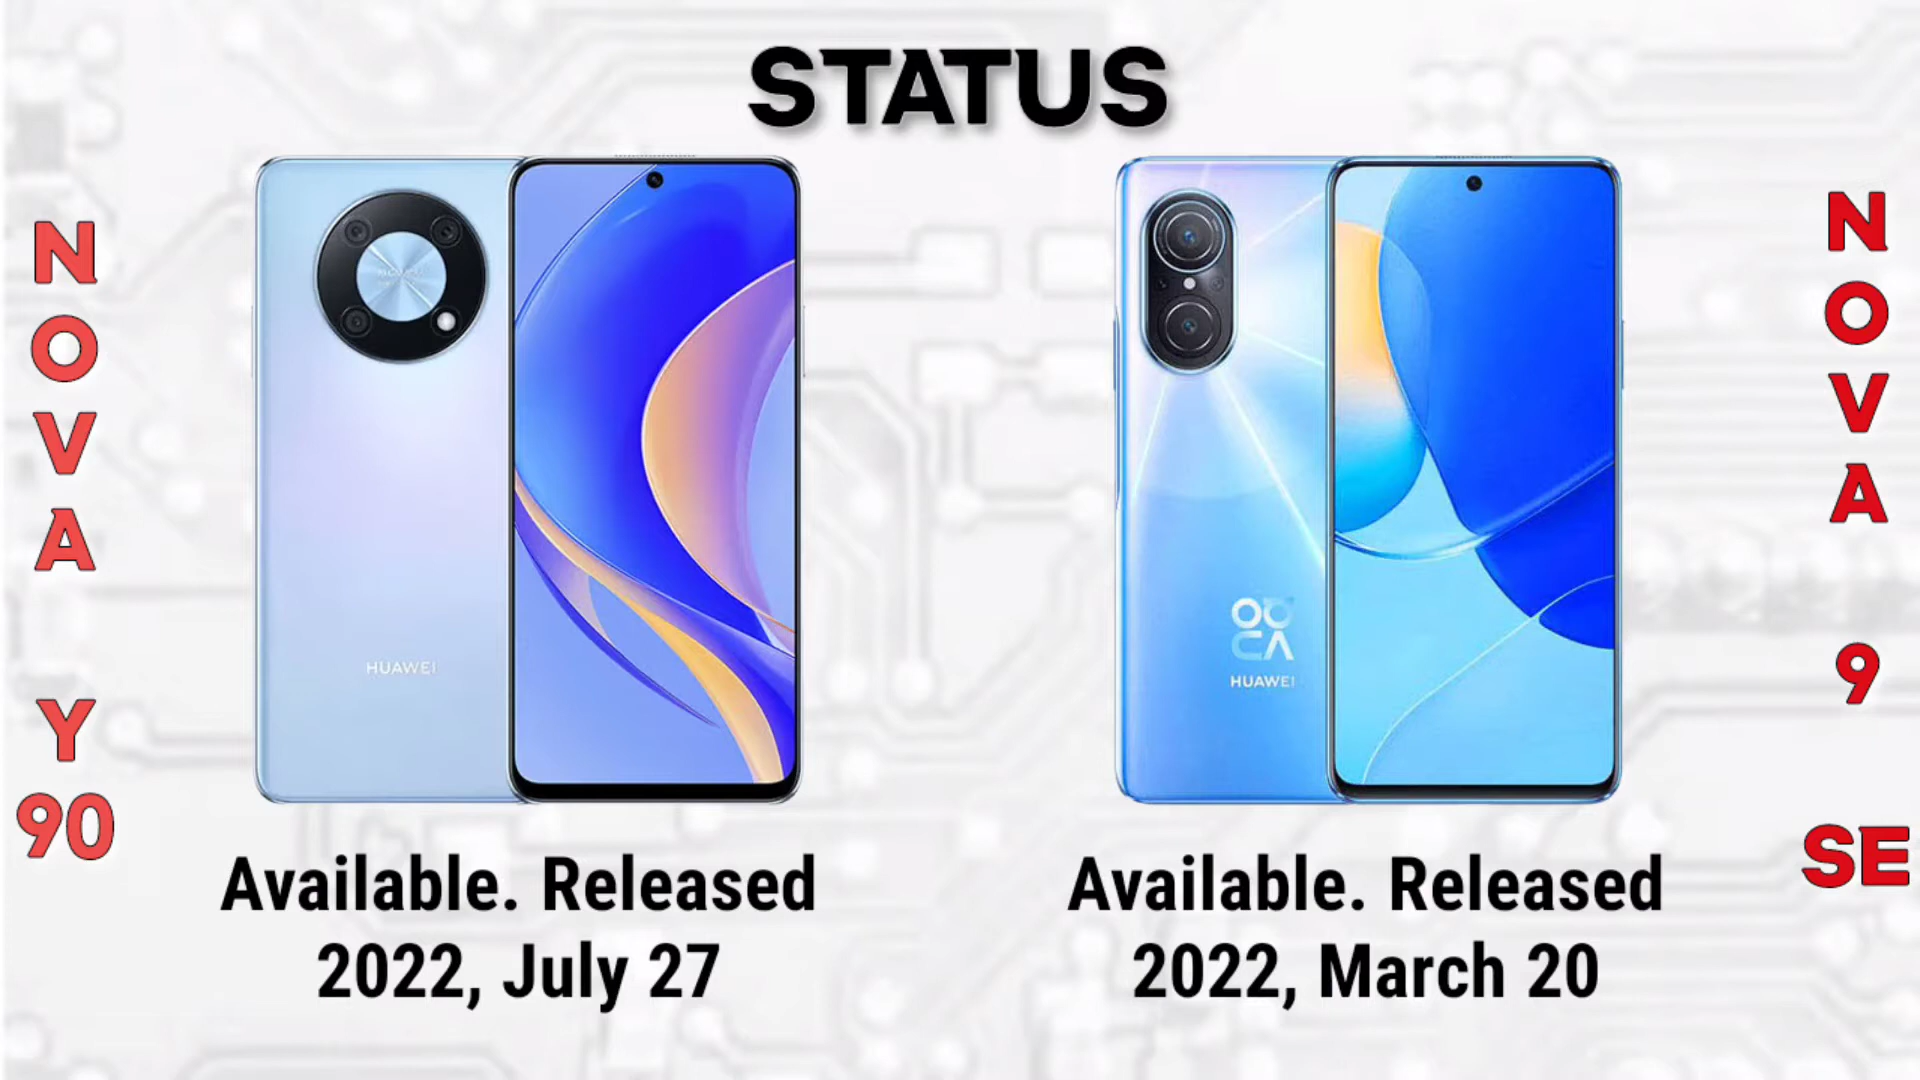 STATUS
NOVA Y90
HUAWEI
HUAWEI
NOVA 9 SE
Available. Released
2022, July 27
Available. Released
2022, March 20